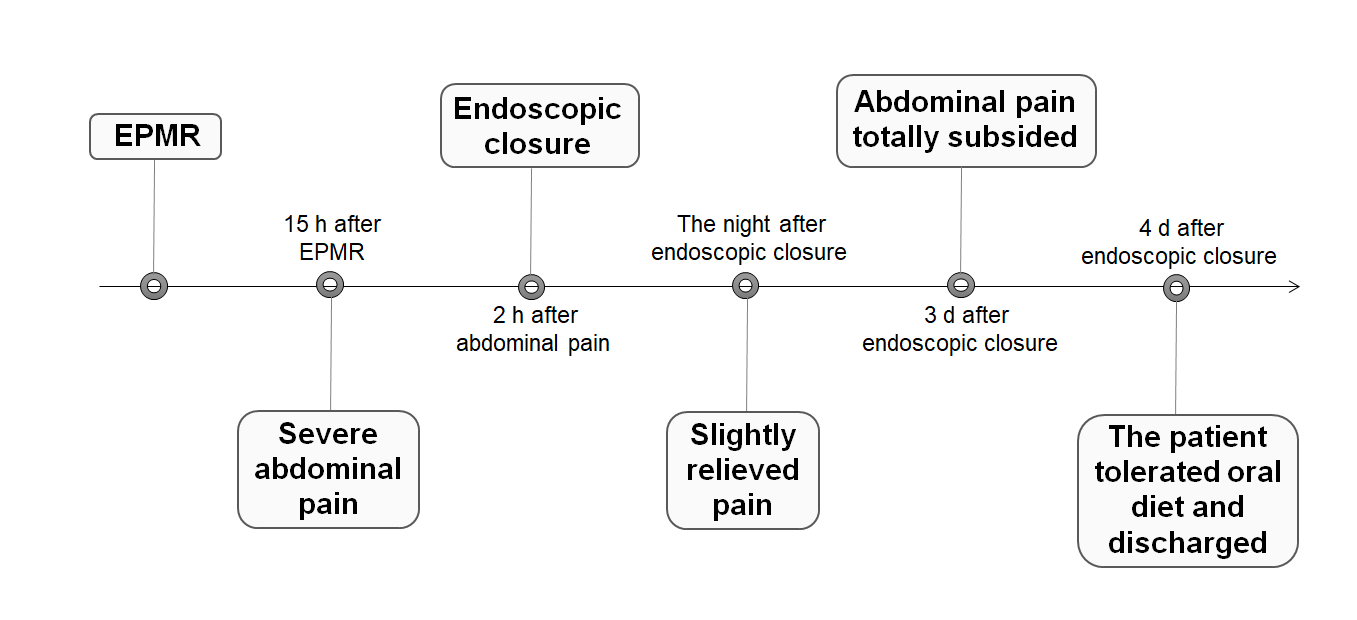 EPMR
15 h after
EPMR
Severe
abdominal
pain
Endoscopic
closure
2 h after
abdominal pain
The night after
endoscopic closure
Slightly
relieved
pain
Abdominal pain
totally subsided
3 d after
endoscopic closure
4 d after
endoscopic closure
The patient
tolerated oral
diet and
discharged